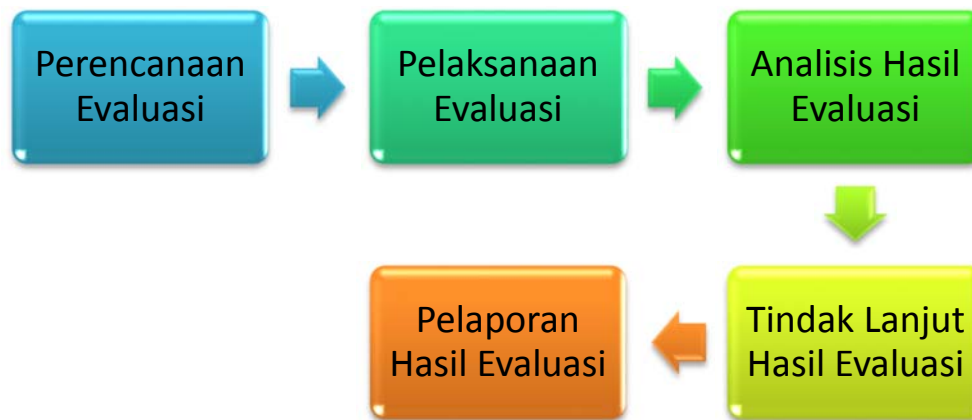 Perencanaan
Evaluasi
Pelaksanaan
Evaluasi
Analisis Hasil
Evaluasi
Tindak Lanjut
Hasil Evaluasi
Pelaporan
Hasil Evaluasi